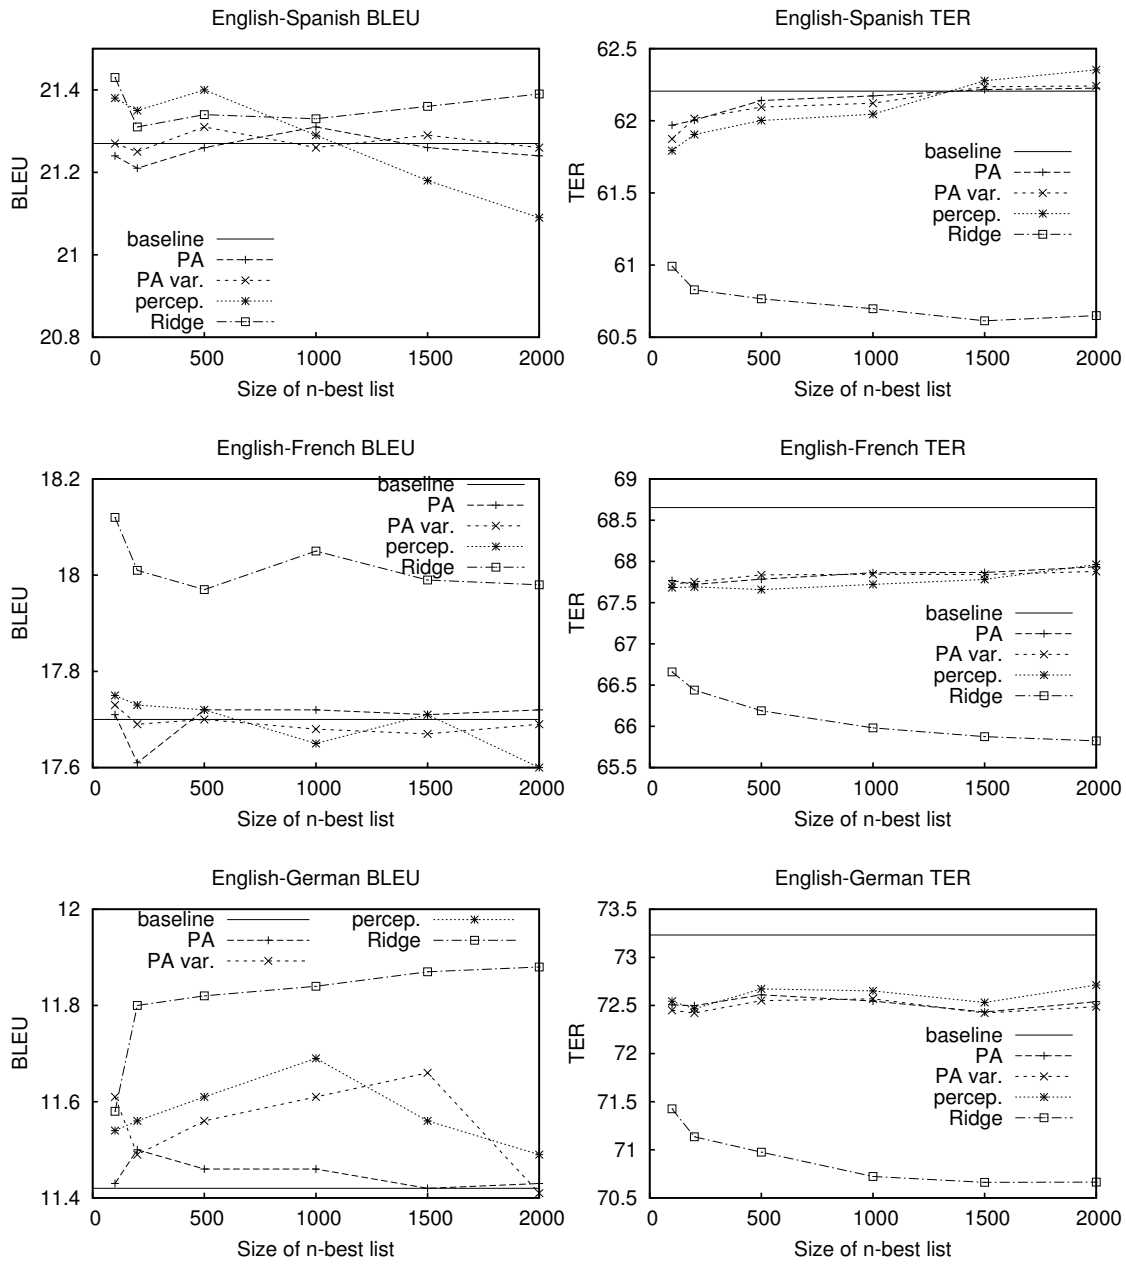 English-Spanish BLEU
21.4
21.2
21
20.8
BLEU
baseline
PA
PA var.
percep.
Ridge
0 500 1000 1500 2000
Size of n-best list
English-Spanish TER
62.5
62
61.5
61
60.5
TER
baseline
PA
PA var.
percep.
Ridge
0 500 1000 1500 2000
Size of n-best list
English-French BLEU
18.2
18
17.8
17.6
BLEU
baseline
PA
PA var.
percep.
Ridge
0 500 1000 1500 2000
Size of n-best list
English-French TER
69
68.5
68
67.5
67
66.5
66
65.5
TER
baseline
PA
PA var.
percep.
Ridge
0 500 1000 1500 2000
Size of n-best list
English-German BLEU
12
11.8
11.6
11.4
BLEU
baseline
PA
PA var.
percep.
Ridge
0 500 1000 1500 2000
Size of n-best list
English-German TER
73.5
73
72.5
72
71.5
71
70.5
TER
baseline
PA
PA var.
percep.
Ridge
0 500 1000 1500 2000
Size of n-best list